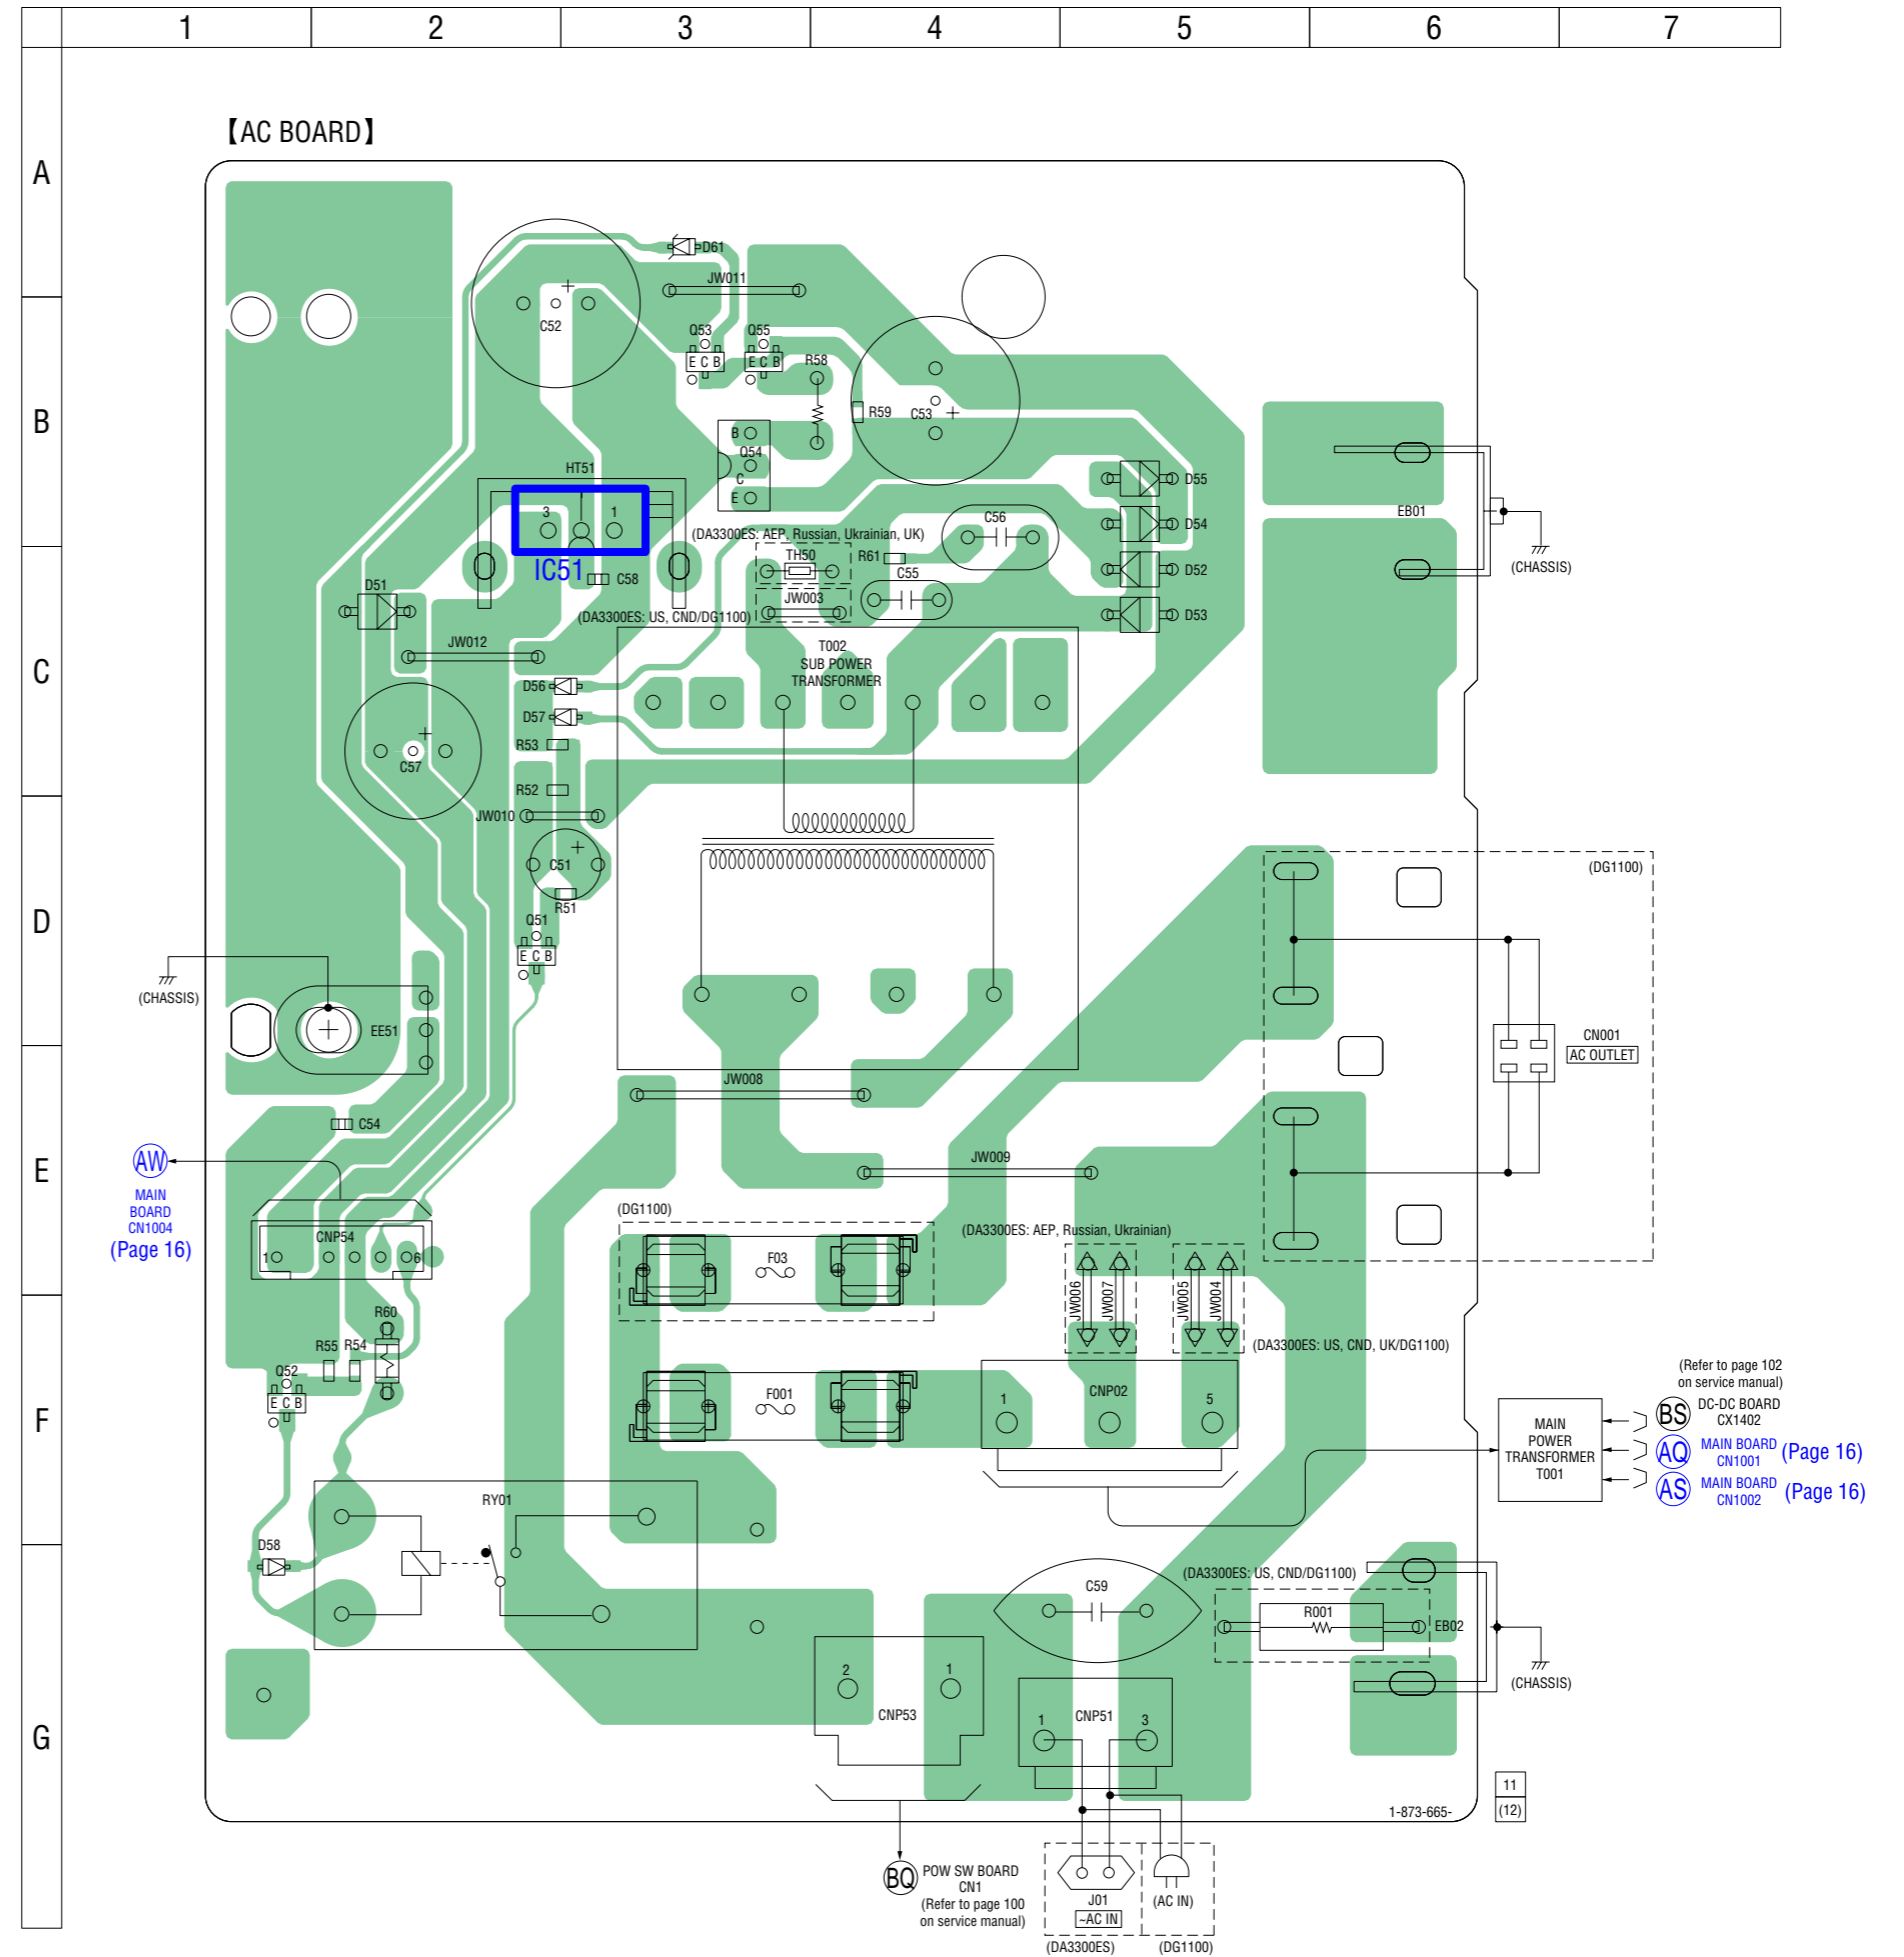 1 2 3 4 5 6 7
【AC BOARD】
A
D61
JW011
C52
+
Q53
Q55
E C B
E C B
R58
B
R59
C53
+
B
Q54
C
E
HT51
3
1
D55
C56
D54
EB01
(DA3300ES: AEP, Russian, Ukrainian, UK)
IC51
C58
TH50
R61
D52
(CHASSIS)
D51
C55
JW003
(DA3300ES: US, CND/DG1100)
D53
JW012
T002
SUB POWER
TRANSFORMER
C
D56
D57
+
C57
R53
R52
JW010
+
C51
R51
(DG1100)
D
Q51
E C B
(CHASSIS)
+
EE51
CN001
AC OUTLET
JW008
C54
AW
JW009
E
MAIN
BOARD
CN1004
(Page 16)
CNP54
1
6
(DG1100)
F03
(DA3300ES: AEP, Russian, Ukrainian)
JW006
JW007
JW005
JW004
R60
R55
R54
(DA3300ES: US, CND, UK/DG1100)
Q52
E C B
F001
1
CNP02
5
(Refer to page 102
on service manual)
F
MAIN
POWER
TRANSFORMER
T001
BS
DC-DC BOARD
CX1402
AQ
MAIN BOARD
CN1001
(Page 16)
AS
MAIN BOARD
CN1002
(Page 16)
RY01
D58
C59
(DA3300ES: US, CND/DG1100)
R001
EB02
(CHASSIS)
2
1
CNP53
1
CNP51
3
G
11
(12)
1-873-665-
BQ
POW SW BOARD
CN1
(Refer to page 100
on service manual)
J01
~AC IN
(AC IN)
(DA3300ES)
(DG1100)